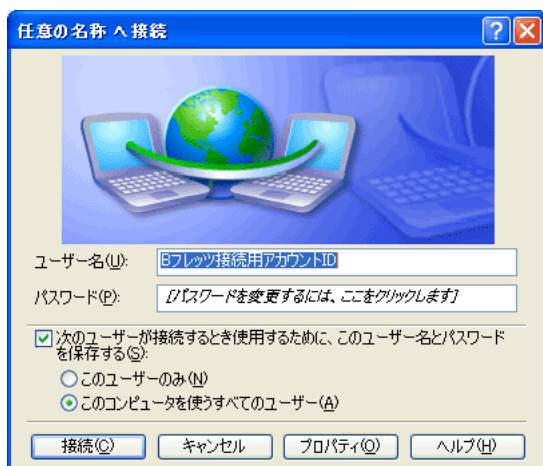 任意の名称 へ接続
ユーザー名(U):
Bフレッツ接続用アカウントID
パスワード(P):
[パスワードを変更するには、ここをクリックします]
次のユーザーが接続するとき使用するために、このユーザー名とパスワード
を保存する(S):
このユーザーのみ(N)
このコンピュータを使うすべてのユーザー(A)
接続(C)
キャンセル
プロパティ(O)
ヘルプ(H)